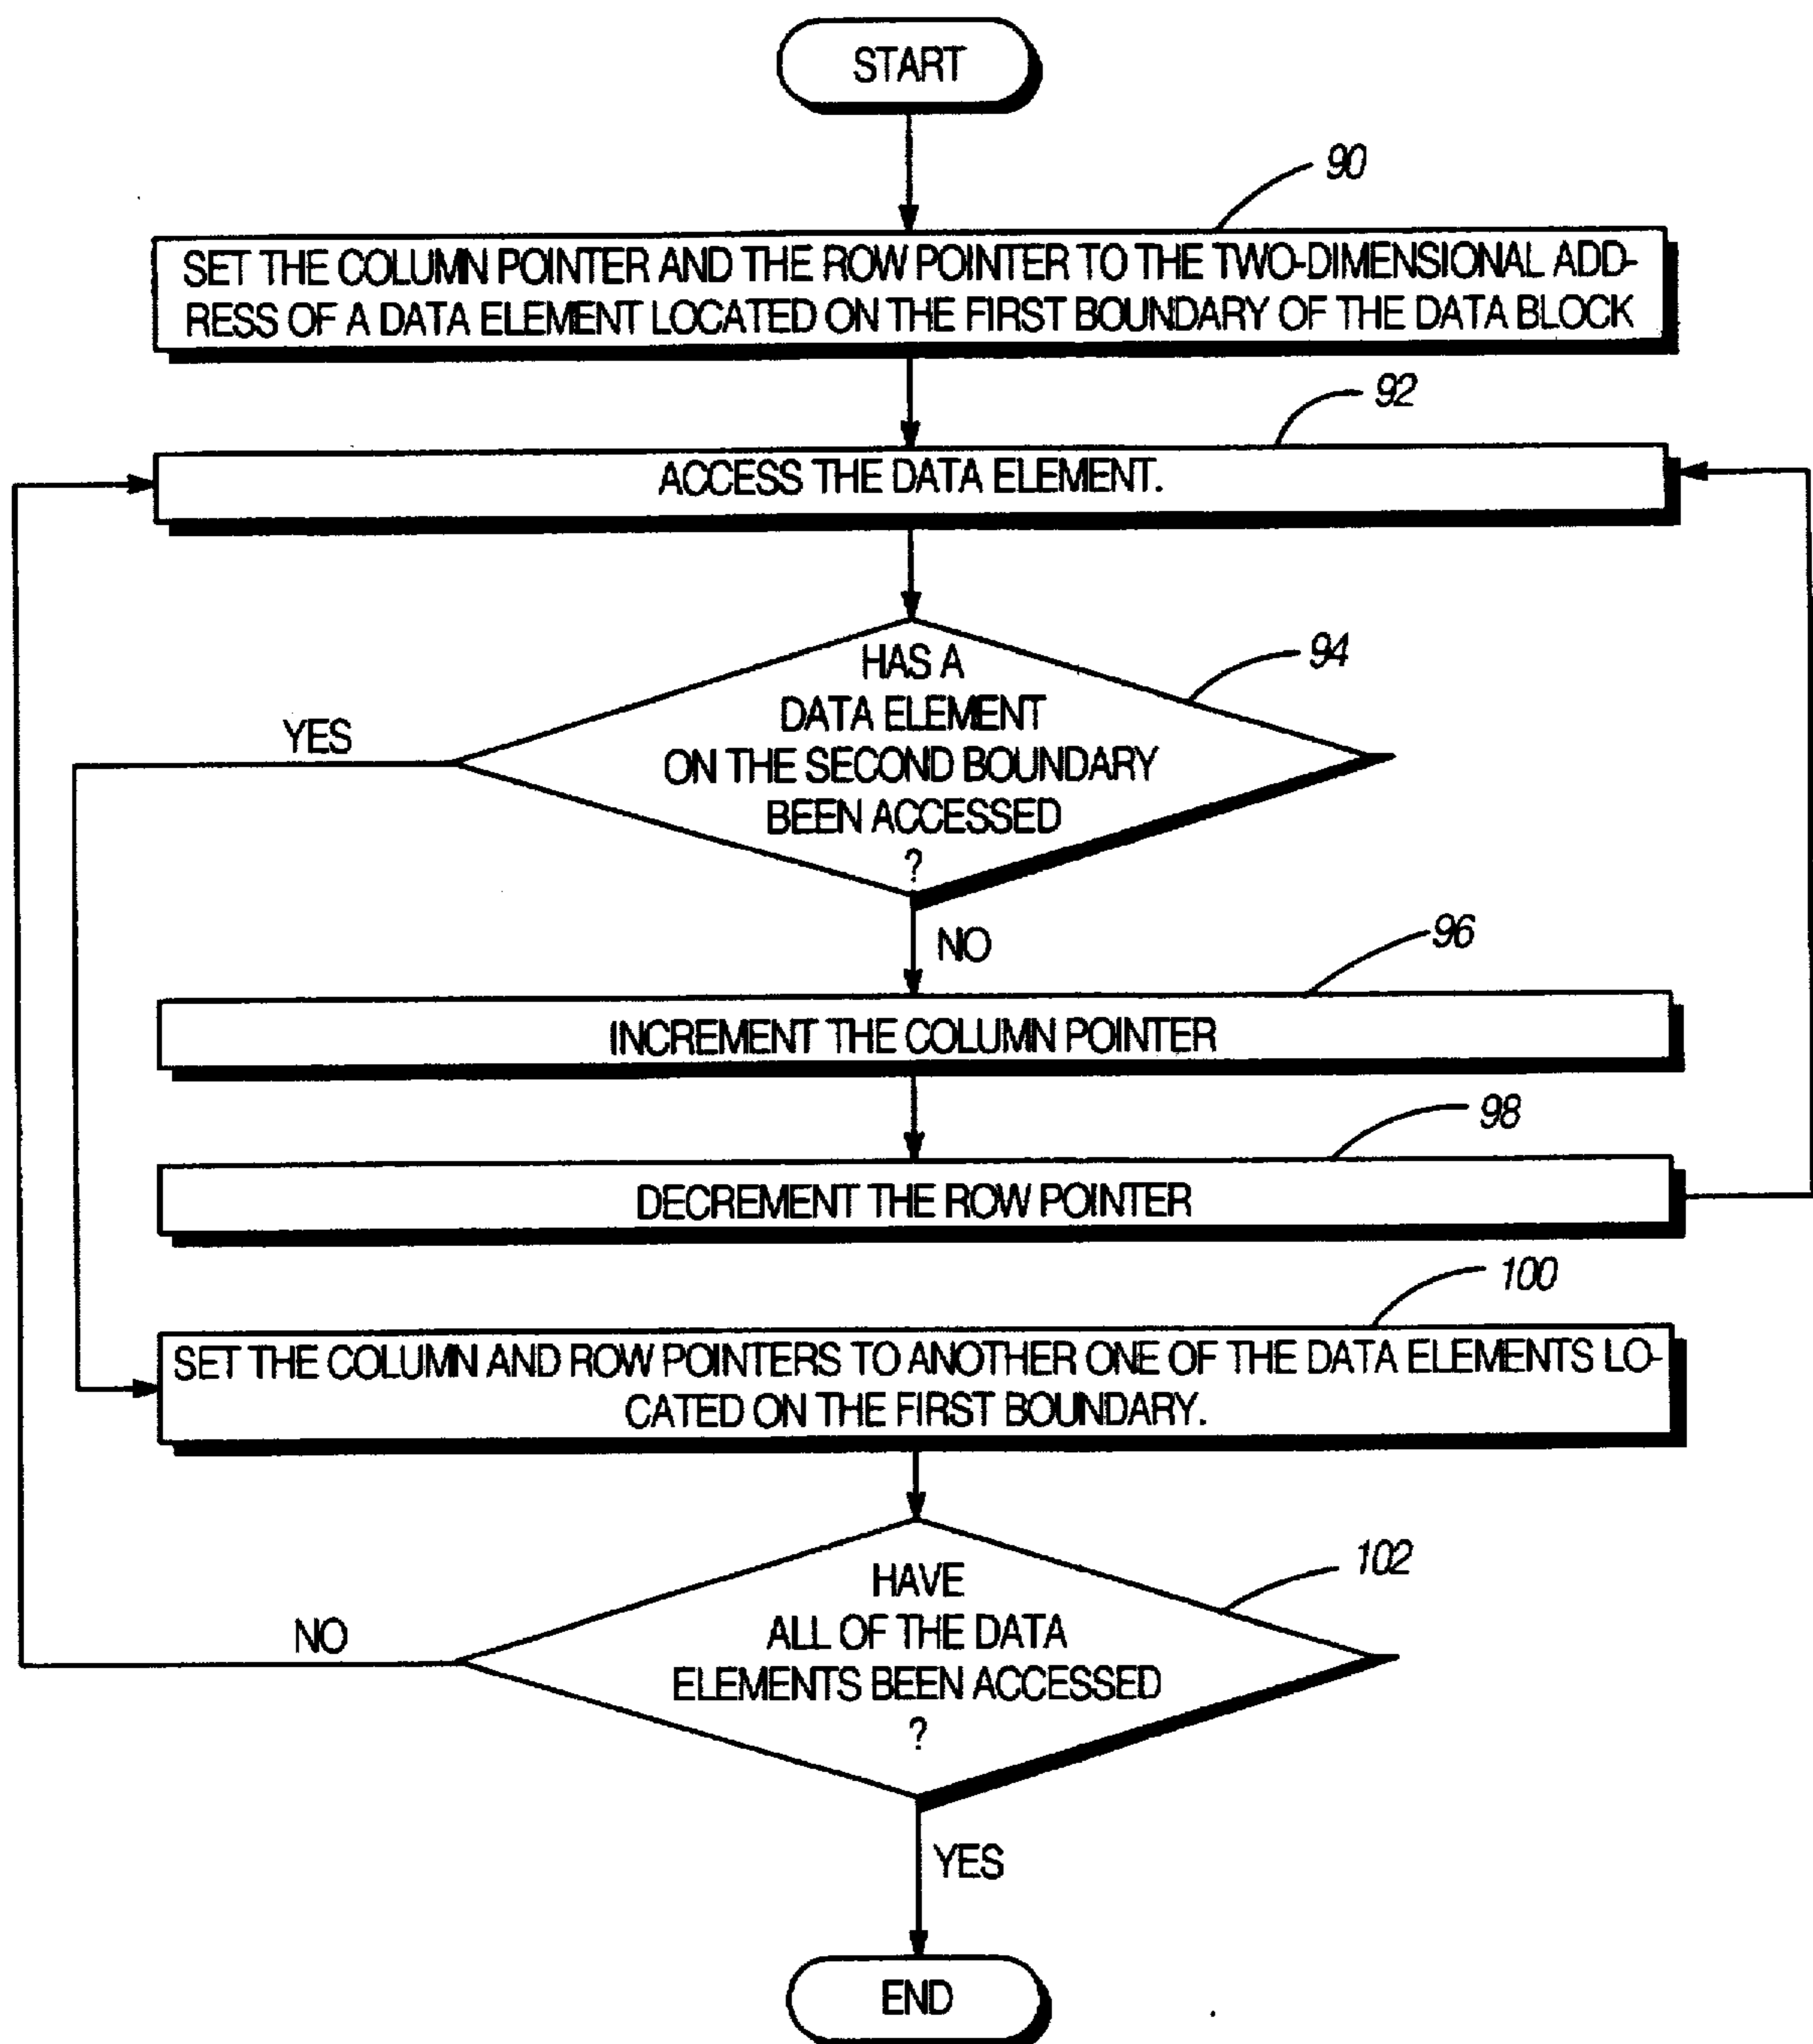 START
90
SET THE COLUMN POINTER AND THE ROW POINTER TO THE TWO-DIMENSIONAL ADD-
RESS OF A DATA ELEMENT LOCATED ON THE FIRST BOUNDARY OF THE DATA BLOCK
92
ACCESS THE DATA ELEMENT.
94
HAS A
DATA ELEMENT
ON THE SECOND BOUNDARY
BEEN ACCESSED
?
YES
NO
96
INCREMENT THE COLUMN POINTER
98
DECREMENT THE ROW POINTER
100
SET THE COLUMN AND ROW POINTERS TO ANOTHER ONE OF THE DATA ELEMENTS LO-
CATED ON THE FIRST BOUNDARY.
102
HAVE
ALL OF THE DATA
ELEMENTS BEEN ACCESSED
?
NO
YES
END